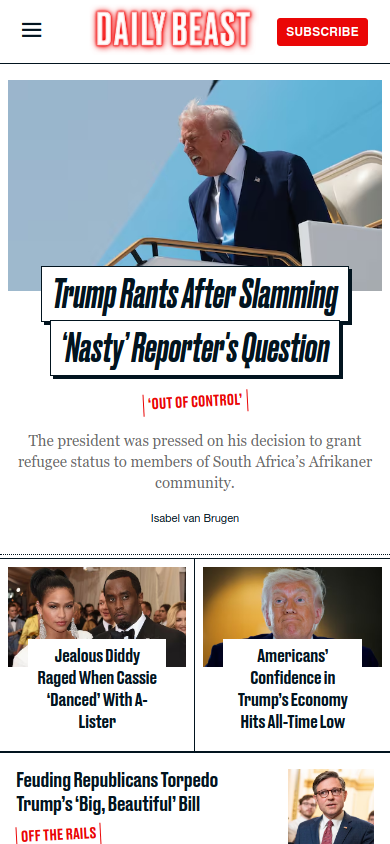 DAILY BEAST
SUBSCRIBE
Trump Rants After Slamming
‘Nasty’ Reporter's Question
‘OUT OF CONTROL’
The president was pressed on his decision to grant
refugee status to members of South Africa’s Afrikaner
community.
Isabel van Brugen
Jealous Diddy
Raged When Cassie
‘Danced’ With A-
Lister
Americans’
Confidence in
Trump’s Economy
Hits All-Time Low
Feuding Republicans Torpedo
Trump’s ‘Big, Beautiful’ Bill
OFF THE RAILS